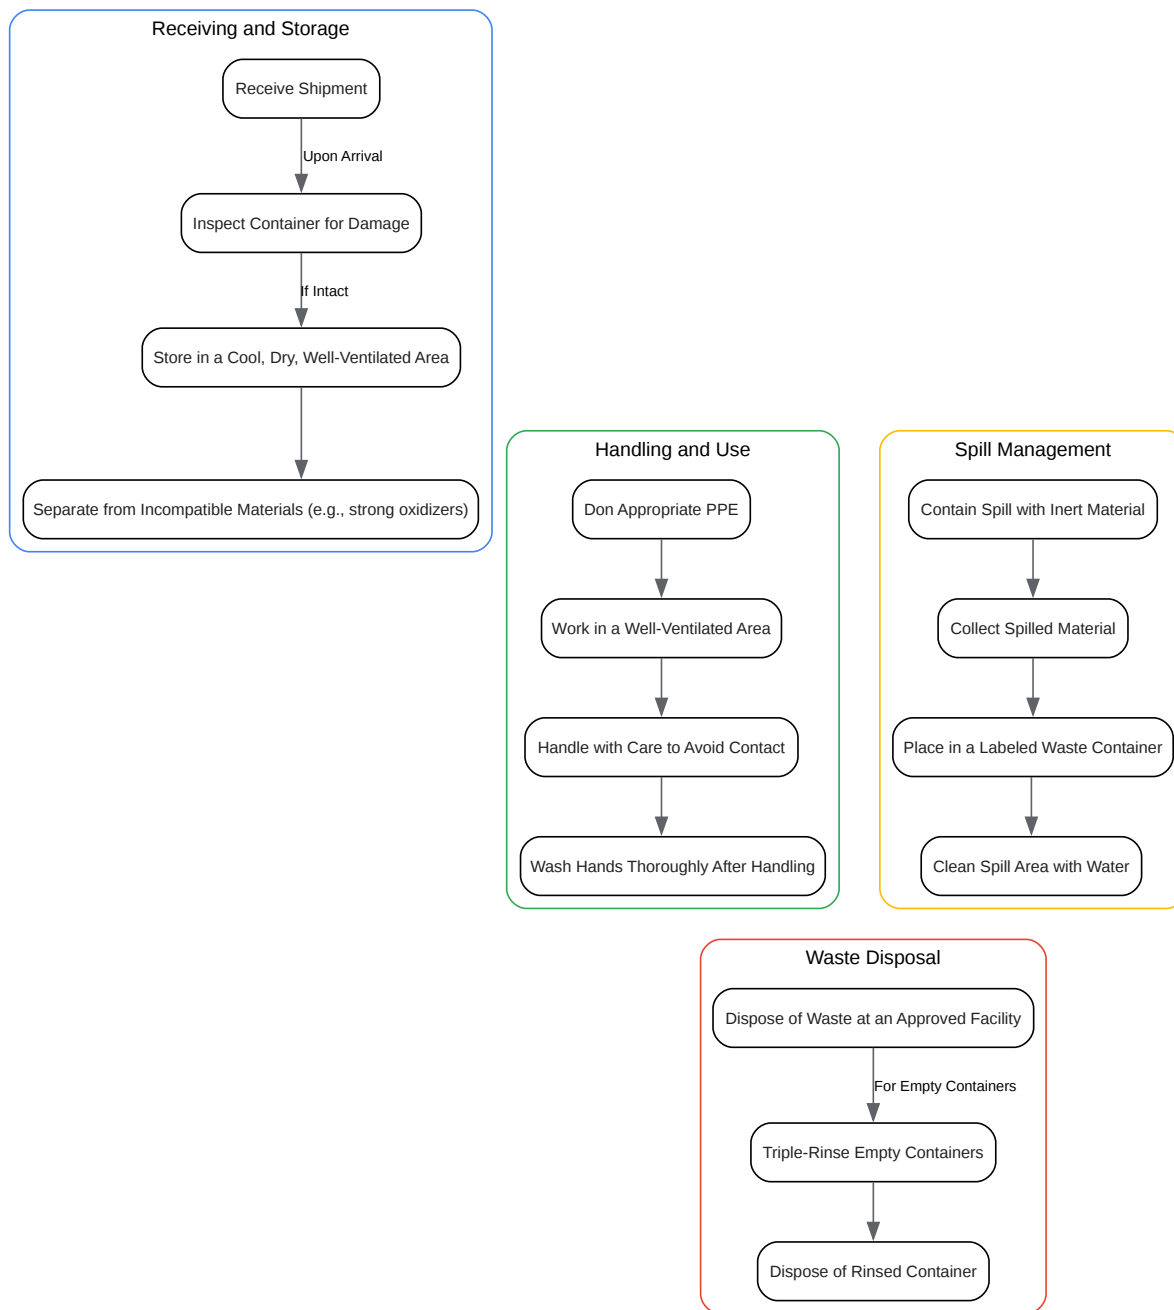 Receiving and Storage
Receive Shipment
Upon Arrival
Inspect Container for Damage
If Intact
Store in a Cool, Dry, Well-Ventilated Area
Separate from Incompatible Materials (e.g., strong oxidizers)
Handling and Use
Don Appropriate PPE
Work in a Well-Ventilated Area
Handle with Care to Avoid Contact
Wash Hands Thoroughly After Handling
Spill Management
Contain Spill with Inert Material
Collect Spilled Material
Place in a Labeled Waste Container
Clean Spill Area with Water
Waste Disposal
Dispose of Waste at an Approved Facility
For Empty Containers
Triple-Rinse Empty Containers
Dispose of Rinsed Container